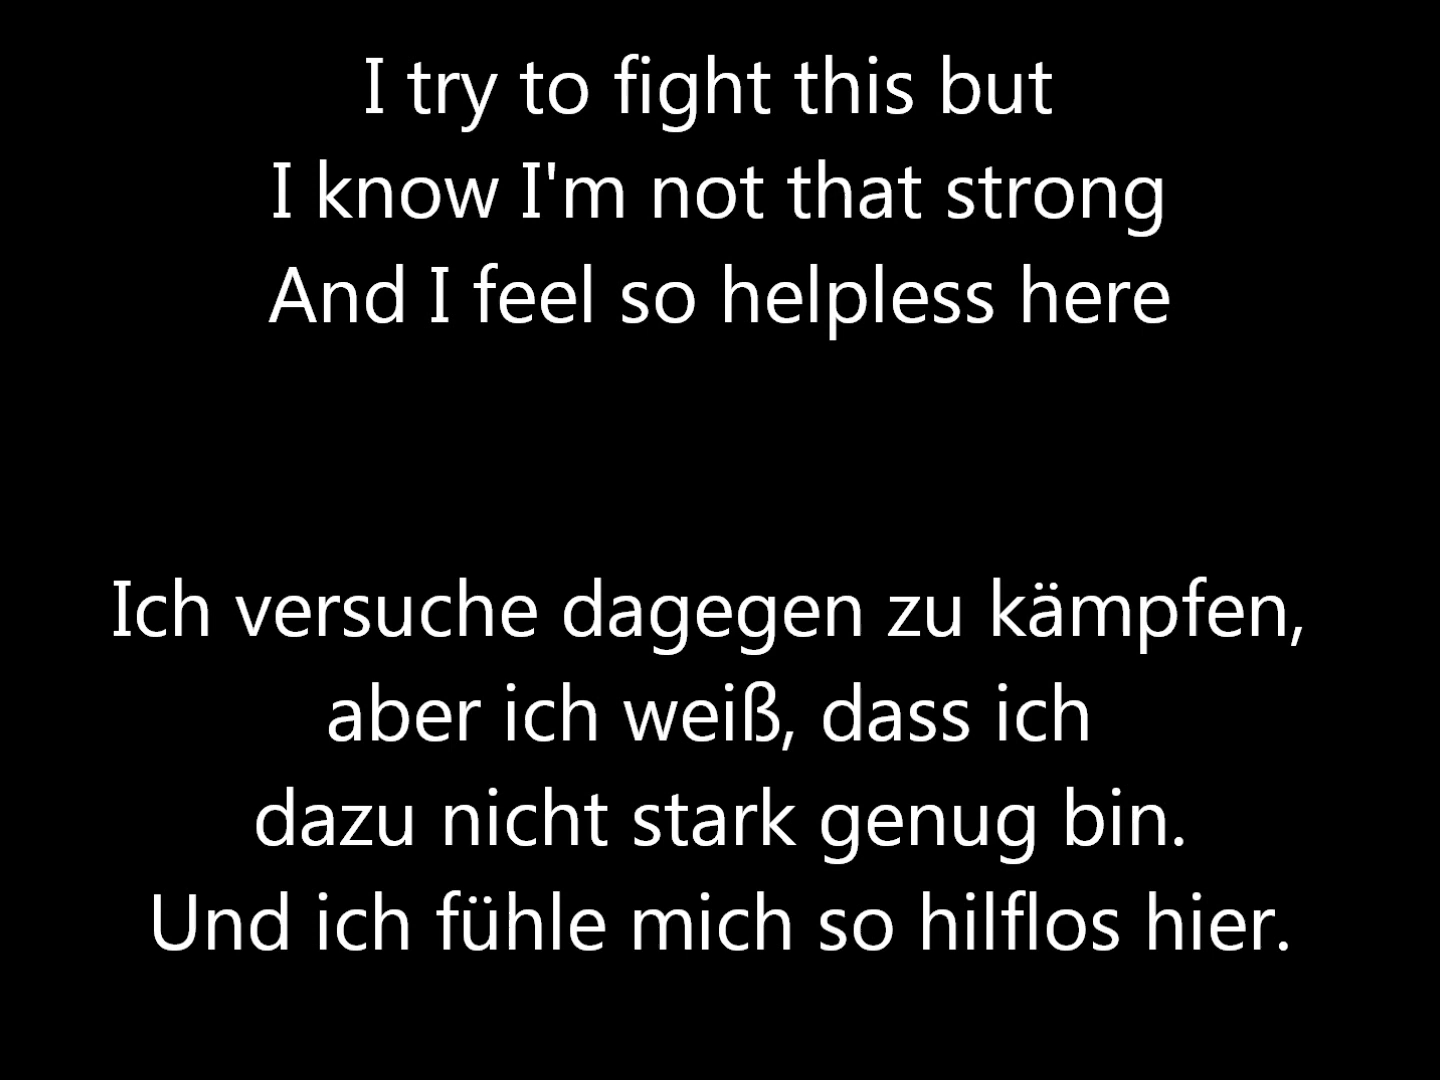 I try to fight this but
I know I'm not that strong
And I feel so helpless here
Ich versuche dagegen zu kämpfen,
aber ich weiß, dass ich
dazu nicht stark genug bin.
Und ich fühle mich so hilflos hier.